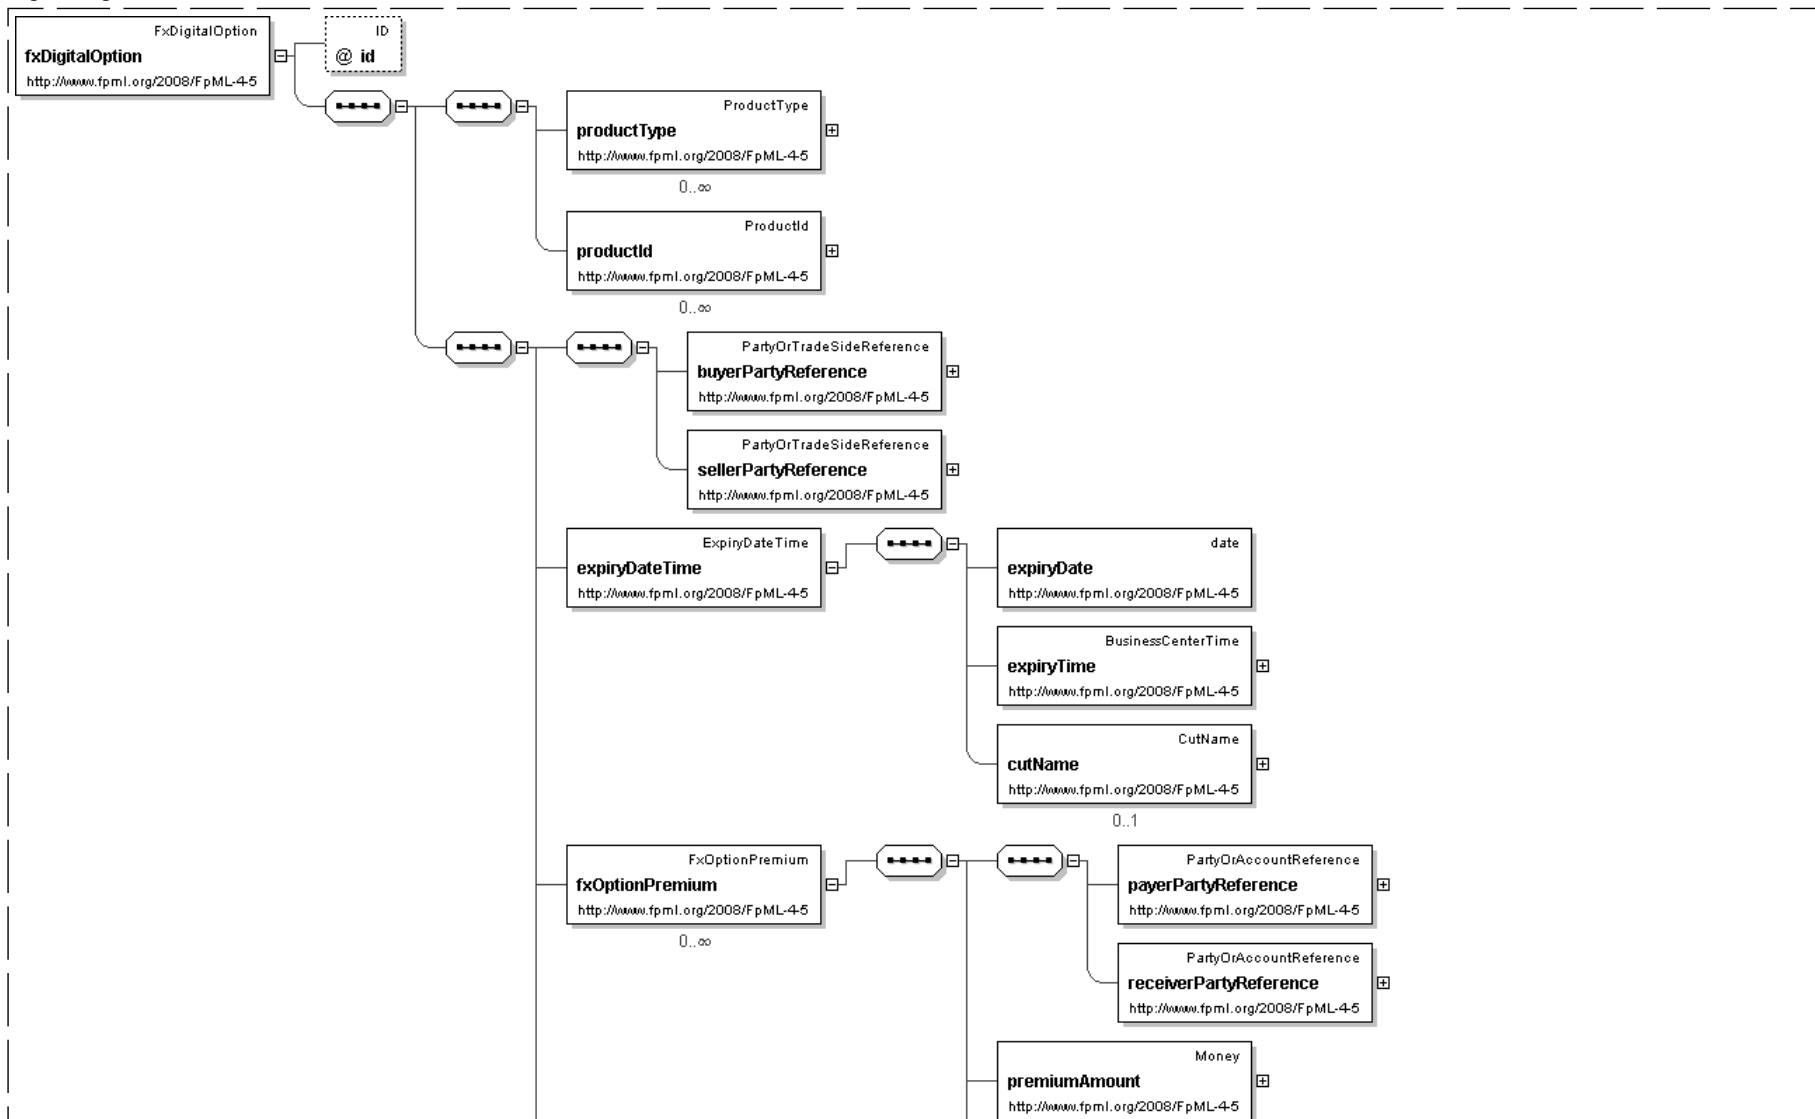 FxDigitalOption
fxDigitalOption
http://www.fpml.org/2008/FpML-4-5
ID
@ id
ProductType
productType
http://www.fpml.org/2008/FpML-4-5
0..∞
ProductId
productId
http://www.fpml.org/2008/FpML-4-5
0..∞
PartyOrTradeSideReference
buyerPartyReference
http://www.fpml.org/2008/FpML-4-5
PartyOrTradeSideReference
sellerPartyReference
http://www.fpml.org/2008/FpML-4-5
ExpiryDateTime
expiryDateTime
http://www.fpml.org/2008/FpML-4-5
date
expiryDate
http://www.fpml.org/2008/FpML-4-5
BusinessCenterTime
expiryTime
http://www.fpml.org/2008/FpML-4-5
CutName
cutName
http://www.fpml.org/2008/FpML-4-5
0..1
FxOptionPremium
fxOptionPremium
http://www.fpml.org/2008/FpML-4-5
0..∞
PartyOrAccountReference
payerPartyReference
http://www.fpml.org/2008/FpML-4-5
PartyOrAccountReference
receiverPartyReference
http://www.fpml.org/2008/FpML-4-5
Money
premiumAmount
http://www.fpml.org/2008/FpML-4-5